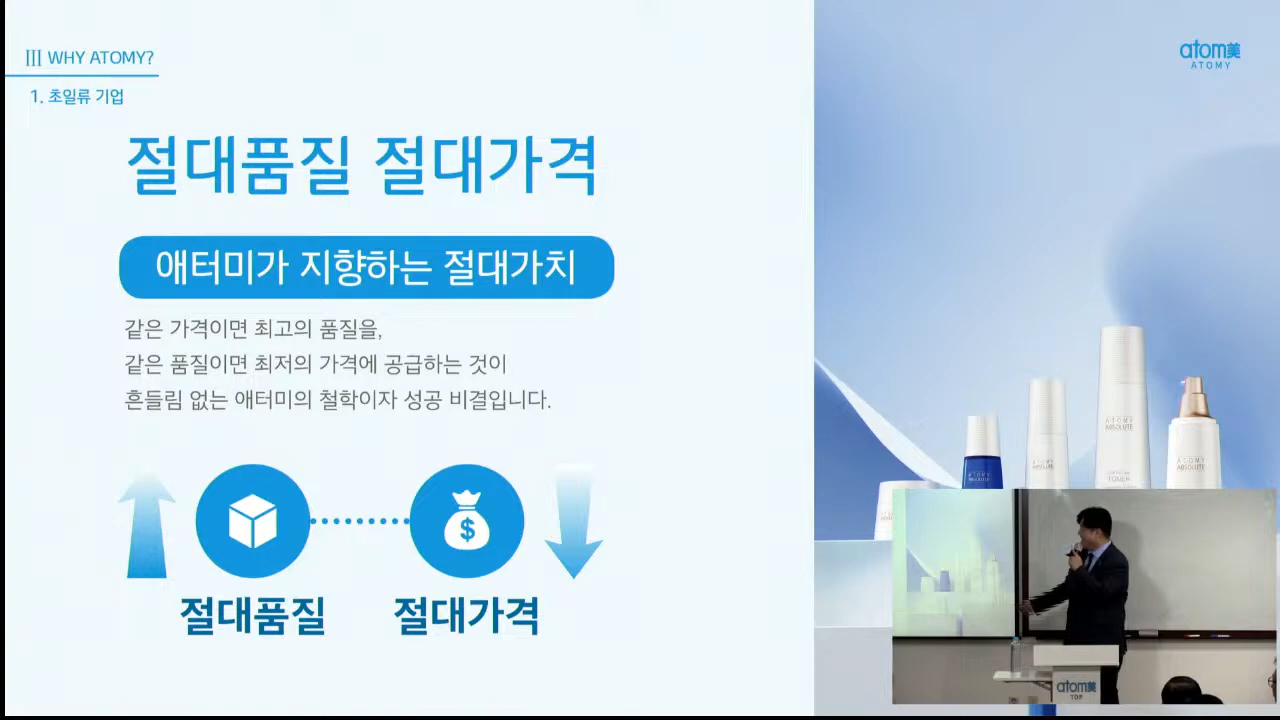 Ⅲ WHY ATOMY?
1. 초일류 기업
atom美
ATOMY
절대품질 절대가격
애터미가 지향하는 절대가치
같은 가격이면 최고의 품질을,
같은 품질이면 최저의 가격에 공급하는 것이
흔들림 없는 애터미의 철학이자 성공 비결입니다.
$
절대품질
절대가격
ATOMY
ABSOLUTE
ATOMY
ABSOLUTE
ATOMY
ABSOLUTE
TONER
ATOMY
ABSOLUTE
atom美
TOP